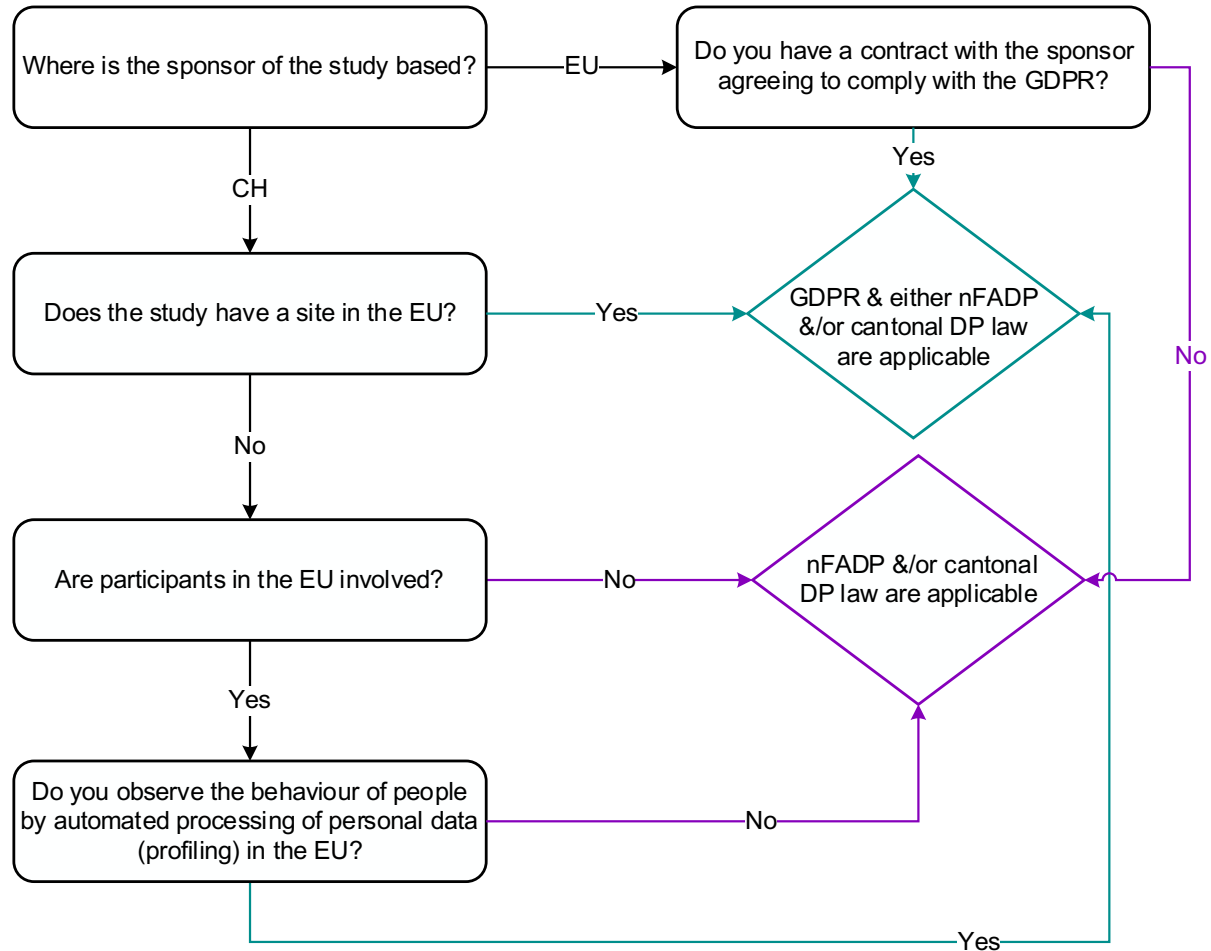 Where is the sponsor of the study based?
EU
Do you have a contract with the sponsor
agreeing to comply with the GDPR?
Yes
No
CH
Does the study have a site in the EU?
Yes
GDPR & either nFADP
&/or cantonal DP law
are applicable
No
Are participants in the EU involved?
No
nFADP &/or cantonal
DP law are applicable
Yes
Do you observe the behaviour of people
by automated processing of personal data
(profiling) in the EU?
No
Yes